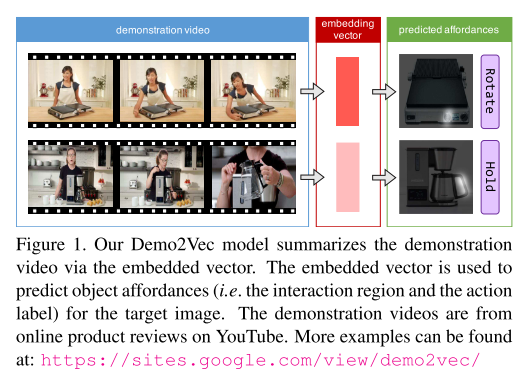 demonstration video
embedding
vector
predicted affordances
Rotate
Hold
Figure 1. Our Demo2Vec model summarizes the demonstration
video via the embedded vector. The embedded vector is used to
predict object affordances (i.e. the interaction region and the action
label) for the target image. The demonstration videos are from
online product reviews on YouTube. More examples can be found
at: https://sites.google.com/view/demo2vec/